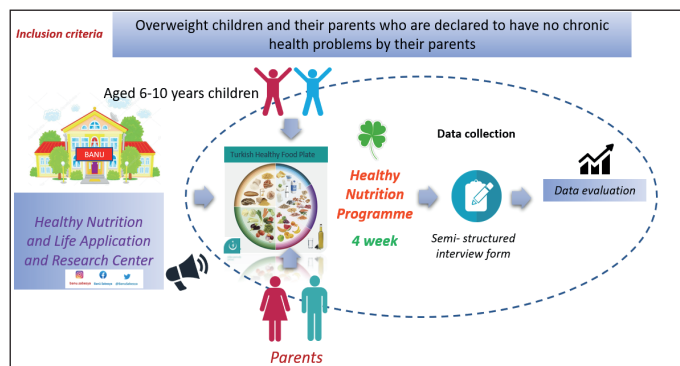 Inclusion criteria
Overweight children and their parents who are declared to have no chronic
health problems by their parents
Aged 6-10 years children
BANU
Healthy Nutrition
and Life Application
and Research Center
Turkish Healthy Food Plate
Healthy
Nutrition
Programme
4 week
Data collection
Semi- structured
interview form
Data evaluation
Parents